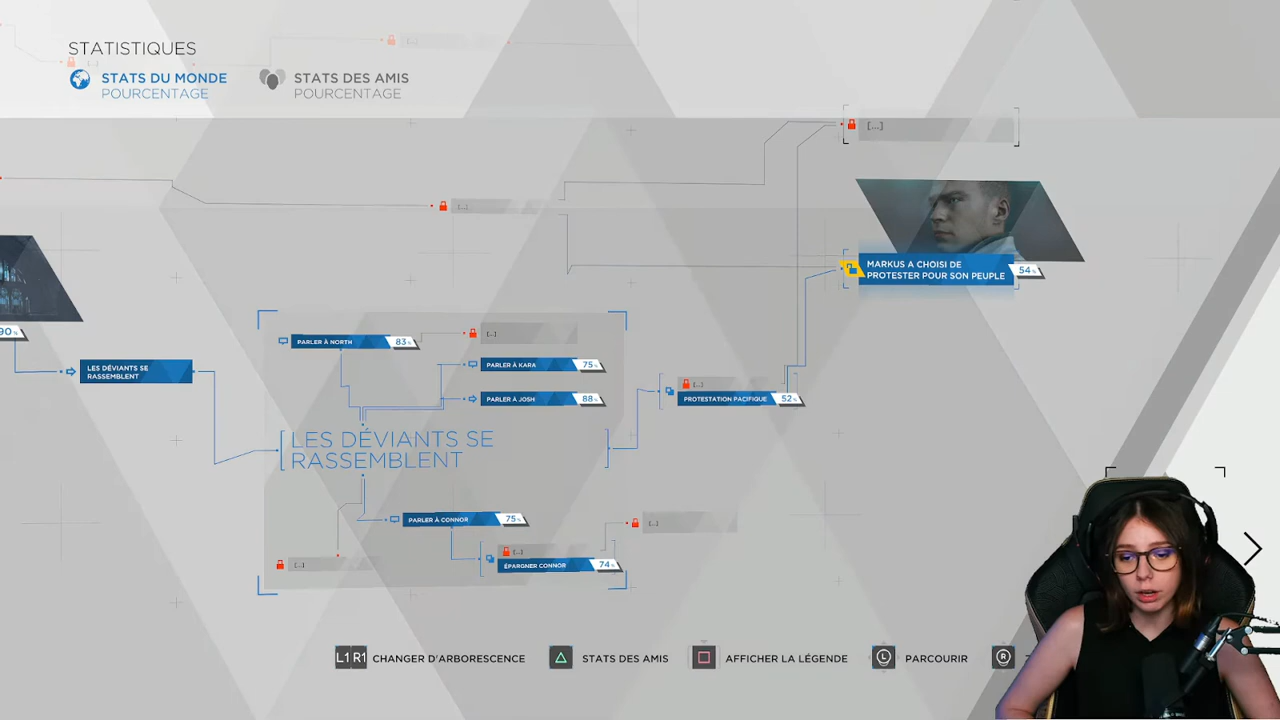 STATISTIQUES
STATS DU MONDE
POURCENTAGE
STATS DES AMIS
POURCENTAGE
[...]
[...]
[...]
MARKUS A CHOISI DE
PROTESTER POUR SON PEUPLE
54%
90%
LES DÉVIANTS SE
RASSEMBLENT
PARLER À NORTH 83%
[...]
PARLER À KARA 75%
PARLER À JOSH 88%
[...]
PROTESTATION PACIFIQUE 52%
LES DÉVIANTS SE
RASSEMBLENT
PARLER À CONNOR 75%
[...]
[...]
ÉPARGNER CONNOR 74%
[...]
L1 R1 CHANGER D'ARBORESCENCE
STATS DES AMIS
AFFICHER LA LÉGENDE
L PARCOURIR
R